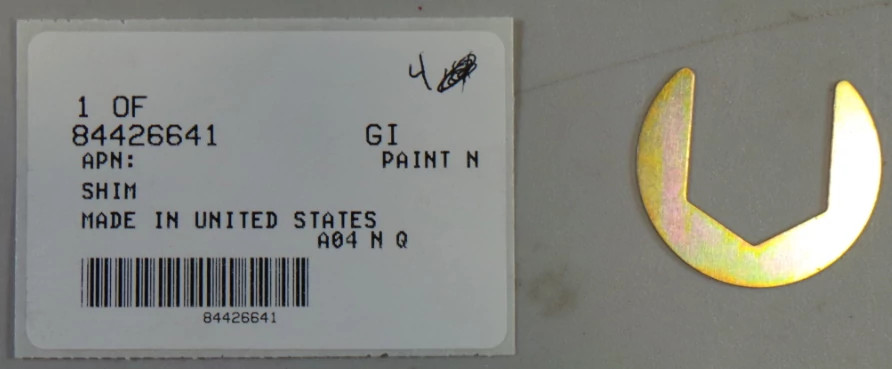 4
1 OF
84426641 GI
APN: PAINT N
SHIM
MADE IN UNITED STATES
A04 N Q
84426641